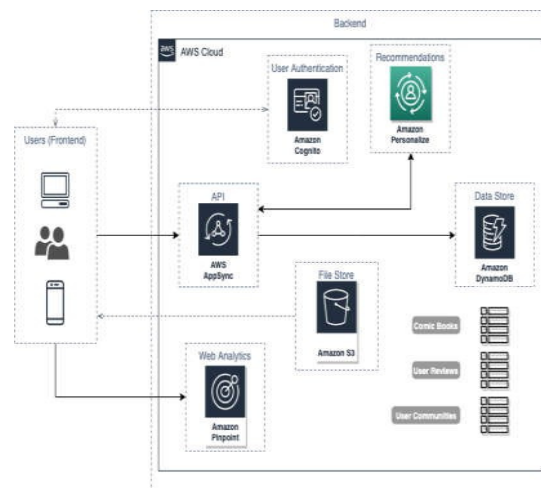 Backend
aws
AWS Cloud
User Authentication
Amazon
Cognito
Recommendations
Amazon
Personalize
Users (Frontend)
API
AWS
AppSync
Data Store
Amazon
DynamoDB
File Store
Amazon S3
Comic Books
User Reviews
User Communities
Web Analytics
Amazon
Pinpoint